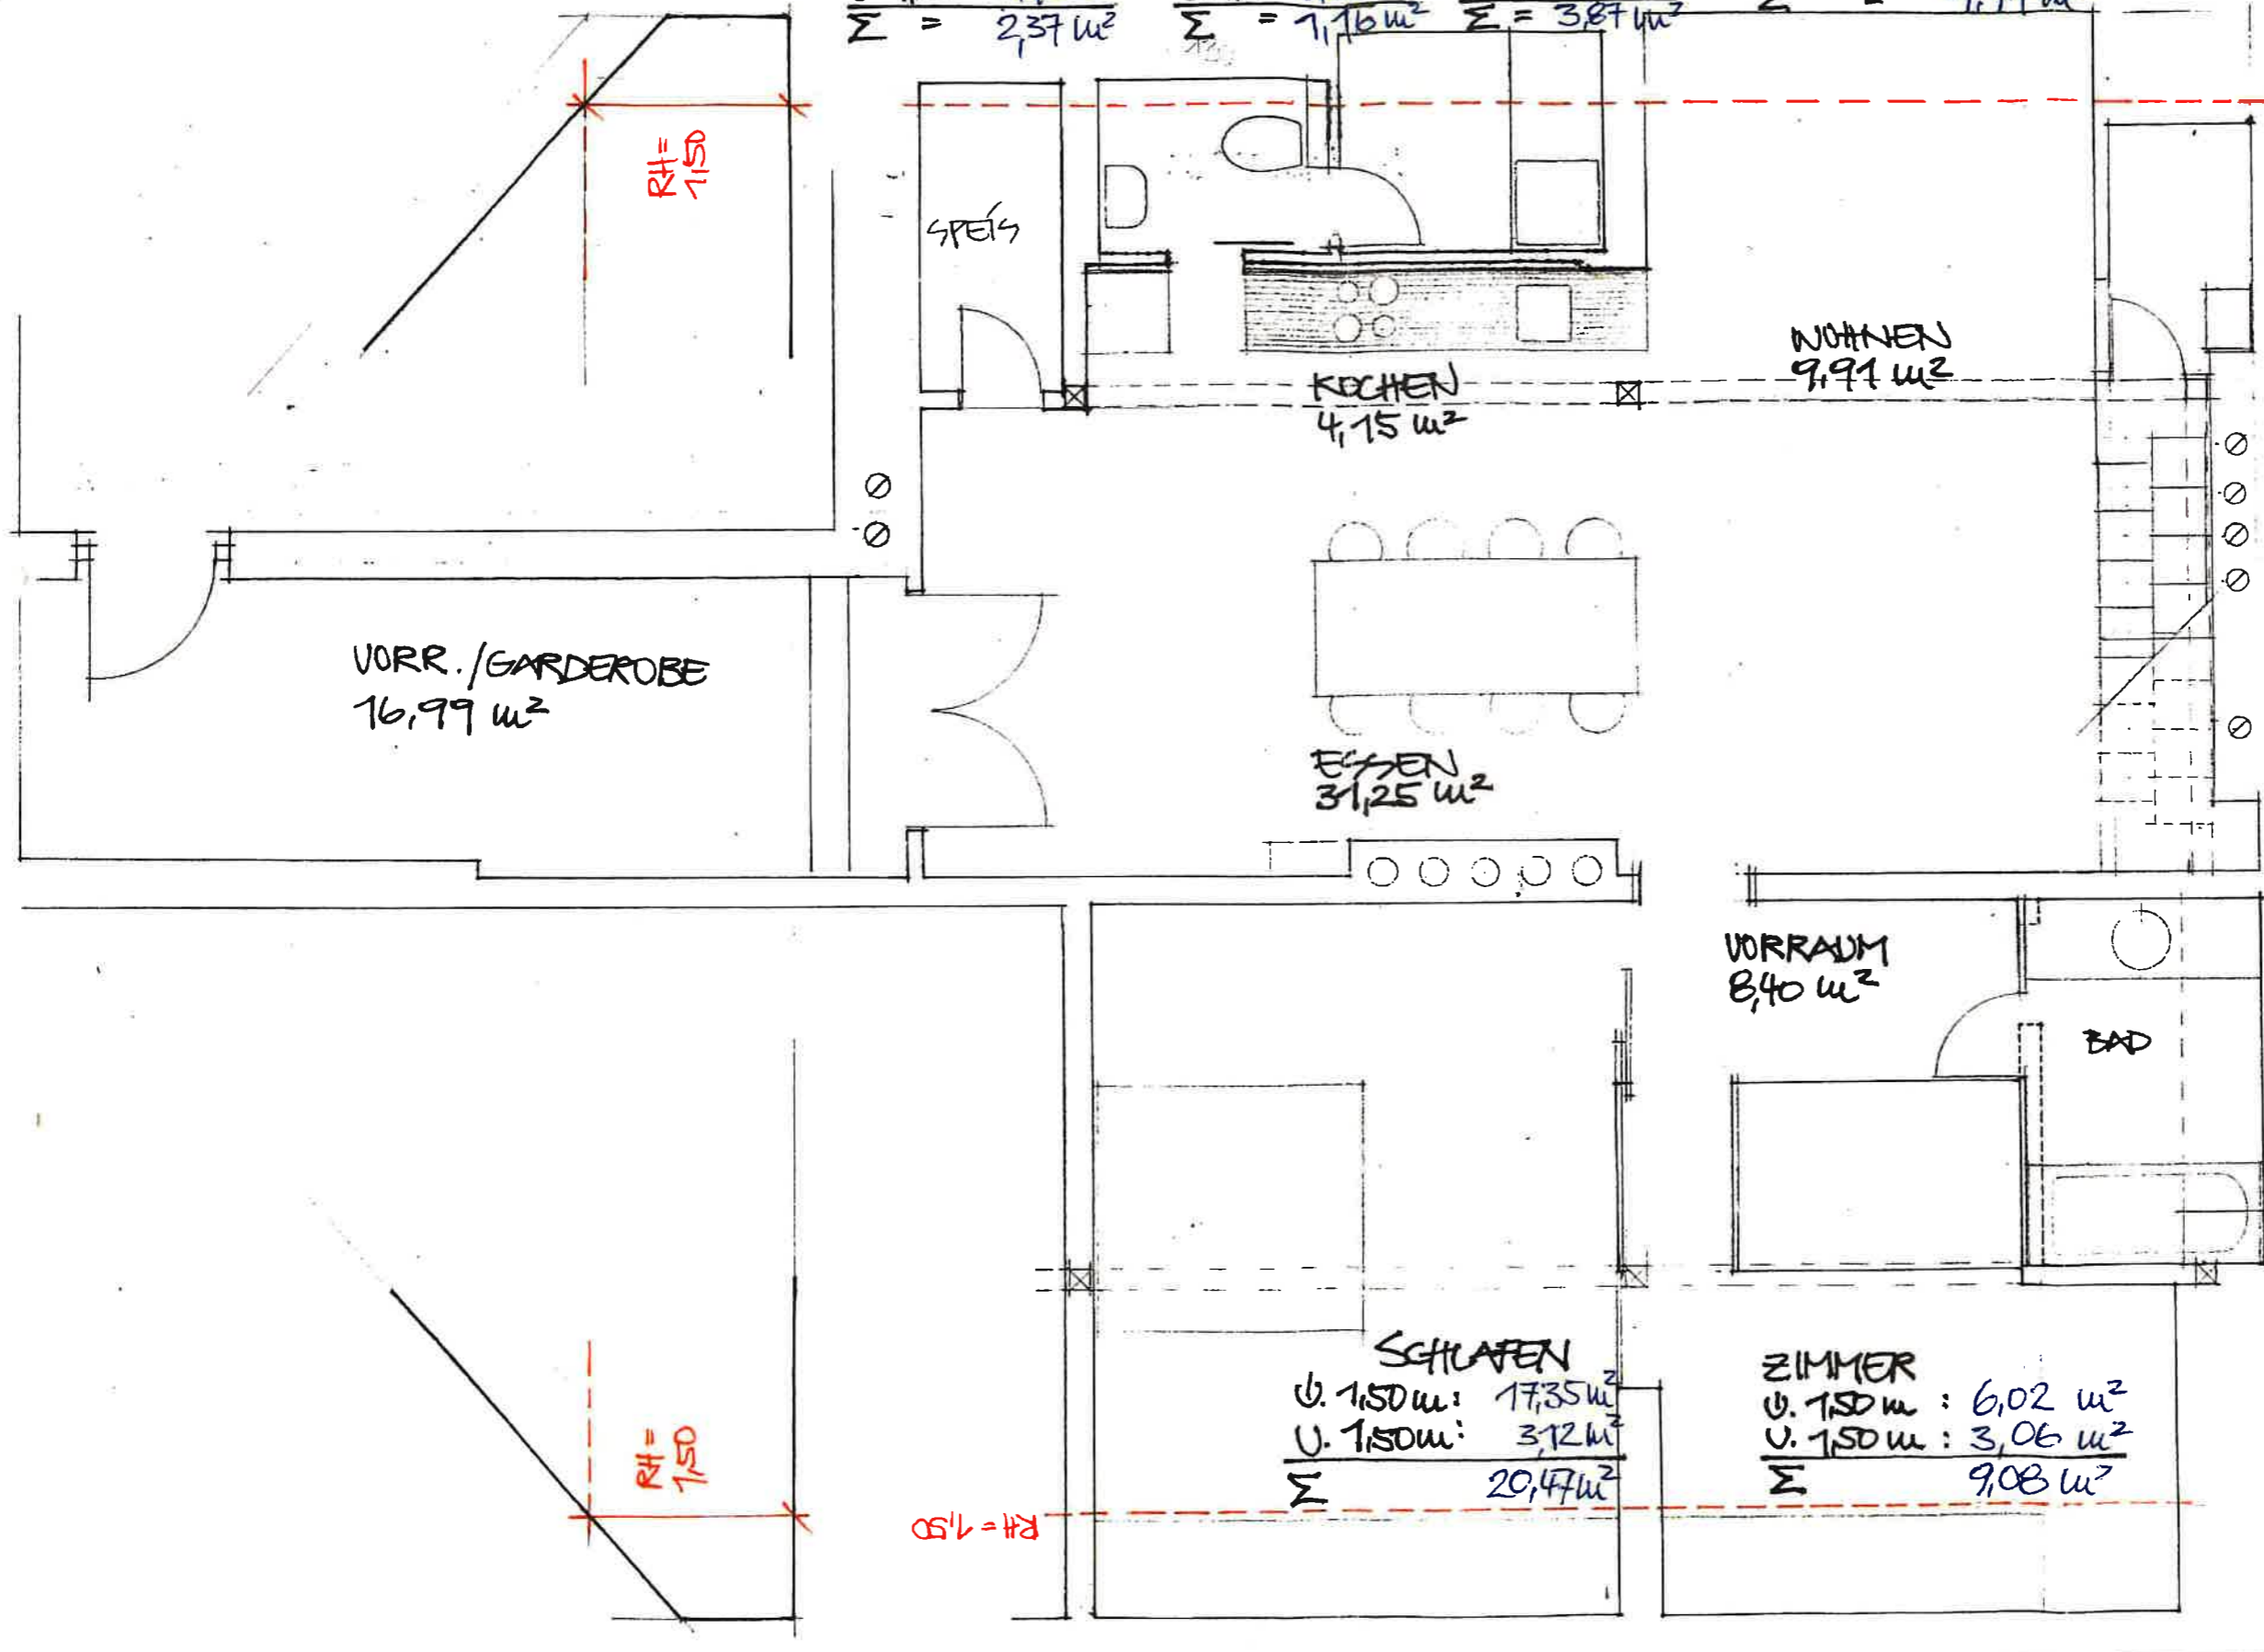 Σ = 2,37 m²
Σ = 1,16 m²
Σ = 3,87 m²
RH=
1,50
SPEÍS
WOHNEN
9,91 m²
KOCHEN
4,15 m²
VORR./GARDEROBE
16,99 m²
ESSEN
31,25 m²
VORRAUM
8,40 m²
BAD
SCHLAFEN
Ü. 1,50 m: 17,35 m²
U. 1,50 m: 3,12 m²
Σ 20,47 m²
ZIMMER
Ü. 1,50 m : 6,02 m²
U. 1,50 m : 3,06 m²
Σ 9,08 m²
RH=
1,50
RH = 1,50